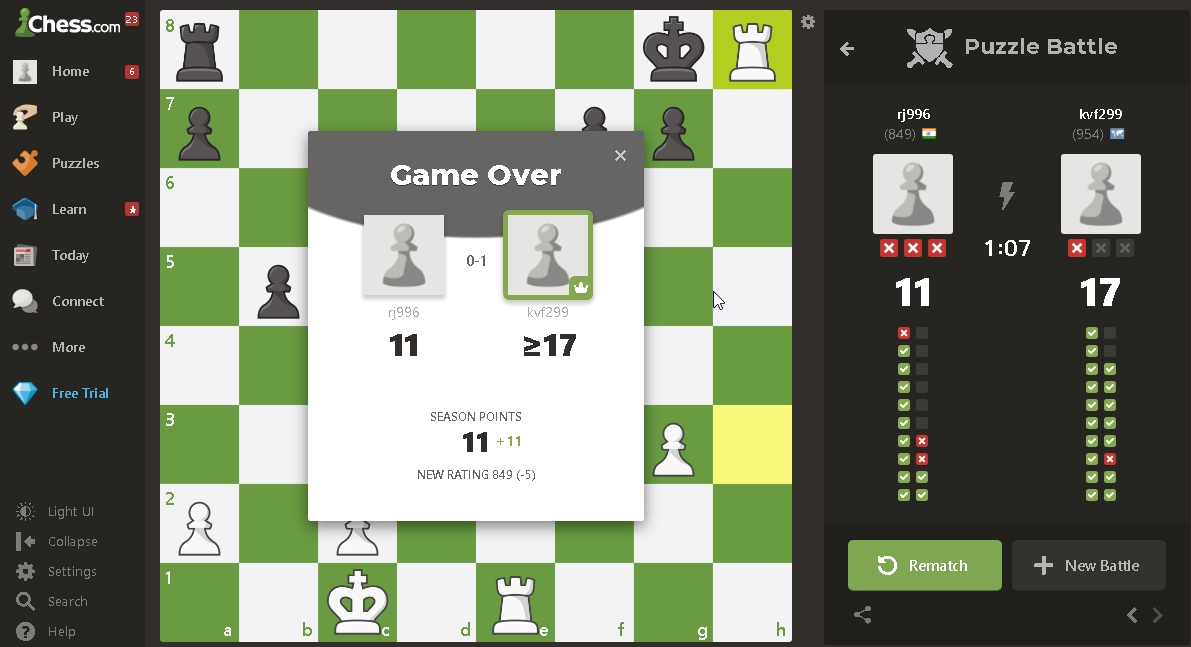 Chess.com
23
Home
6
Play
Puzzles
Learn
Today
Connect
More
Free Trial
Light UI
Collapse
Settings
Search
Help
8
7
6
5
4
3
2
1
a
b
c
d
e
f
g
h
Game Over
0-1
rj996
kvf299
11
≥17
SEASON POINTS
11 +11
NEW RATING 849 (-5)
Puzzle Battle
rj996
kvf299
(849)
(954)
1:07
11
17
Rematch
New Battle